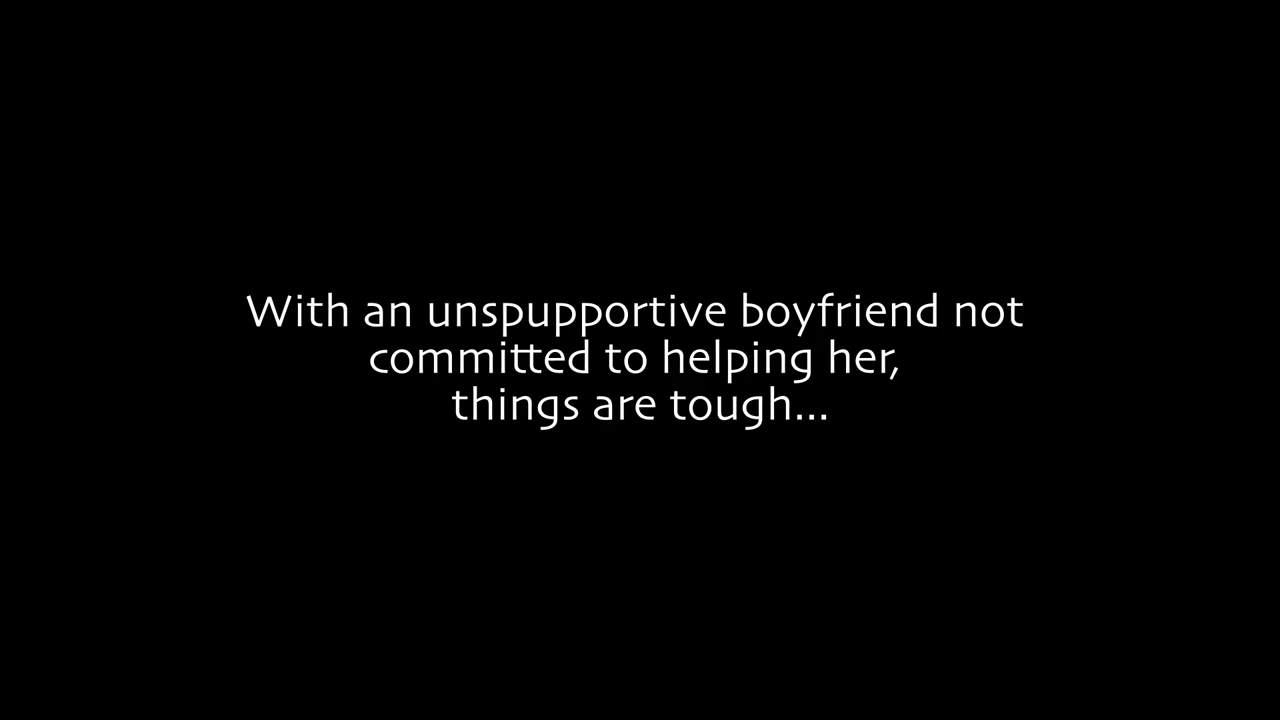 With an unspupportive boyfriend not
committed to helping her,
things are tough...